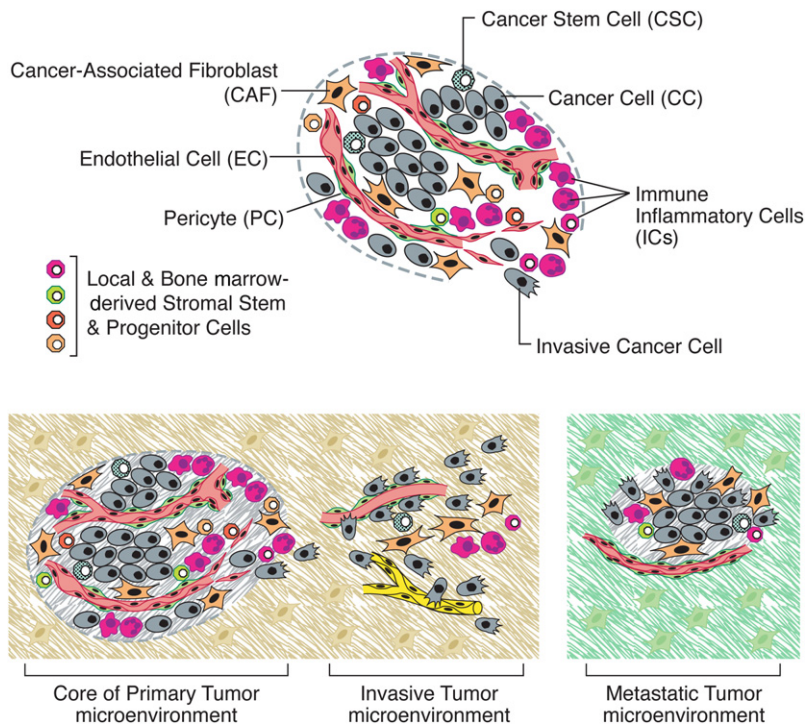 Cancer Stem Cell (CSC)
Cancer-Associated Fibroblast
(CAF)
Cancer Cell (CC)
Endothelial Cell (EC)
Pericyte (PC)
Immune
Inflammatory Cells
(ICs)
Local & Bone marrow-
derived Stromal Stem
& Progenitor Cells
Invasive Cancer Cell
Core of Primary Tumor
microenvironment
Invasive Tumor
microenvironment
Metastatic Tumor
microenvironment